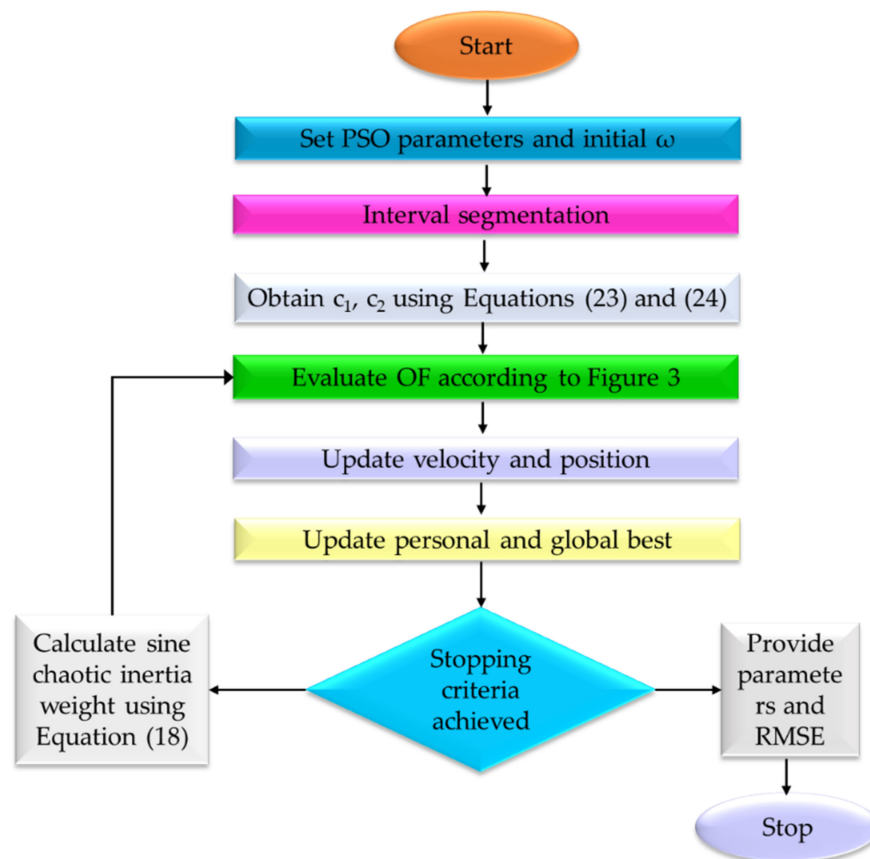 Start
Set PSO parameters and initial ω
Interval segmentation
Obtain c₁, c₂ using Equations (23) and (24)
Evaluate OF according to Figure 3
Update velocity and position
Update personal and global best
Calculate sine
chaotic inertia
weight using
Equation (18)
Stopping
criteria
achieved
Provide
paramete
rs and
RMSE
Stop